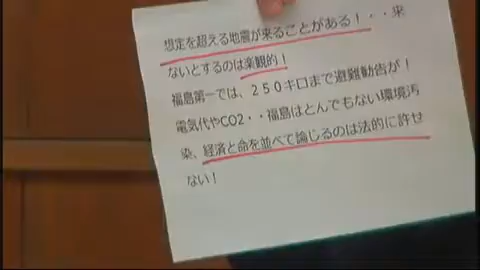 想定を超える地震が来ることがある！・・来
ないとするのは楽観的！
福島第一では、２５０キロまで避難勧告が！
電気代やCO2・・福島はとんでもない環境汚
染、経済と命を並べて論じるのは法的に許せ
ない！